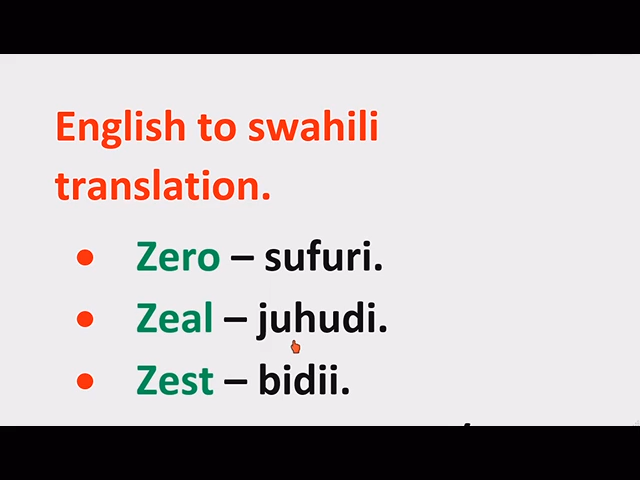 English to swahili
translation.
• Zero – sufuri.
• Zeal – juhudi.
• Zest – bidii.